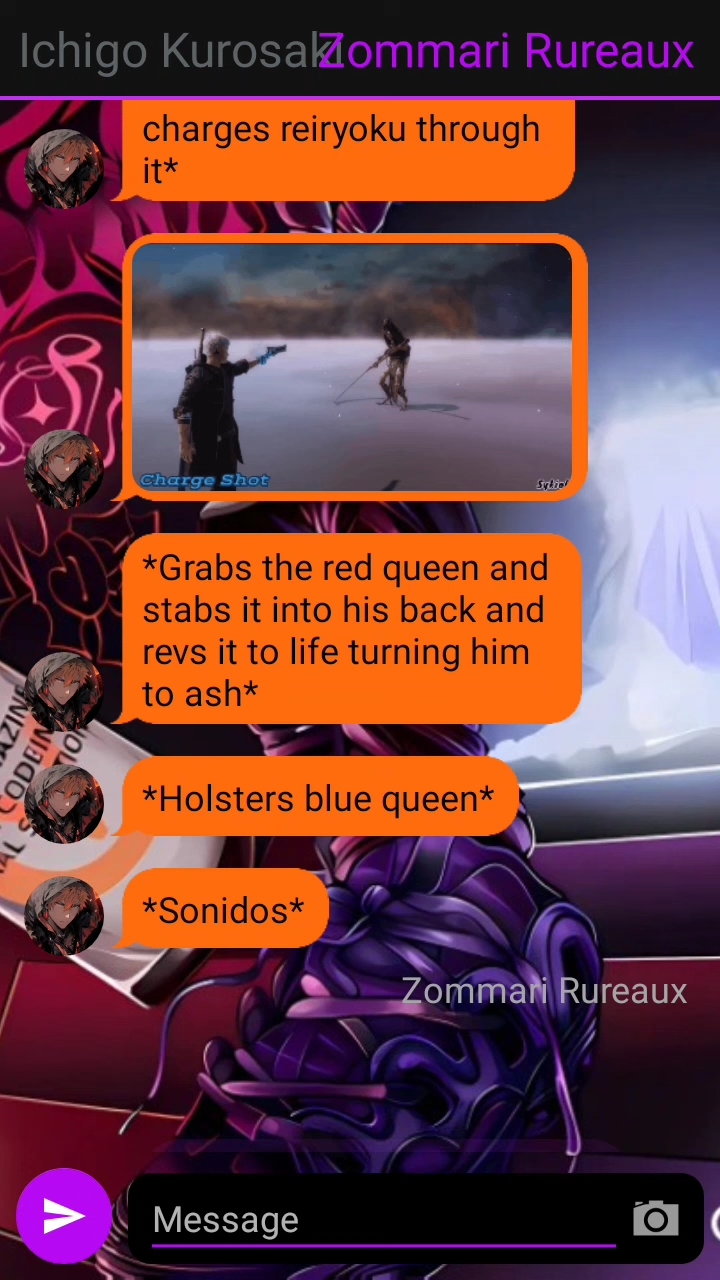 Ichigo Kurosaki
Zommari Rureaux
charges reiryoku through
it*
Charge Shot
*Grabs the red queen and
stabs it into his back and
revs it to life turning him
to ash*
*Holsters blue queen*
*Sonidos*
Zommari Rureaux
Message